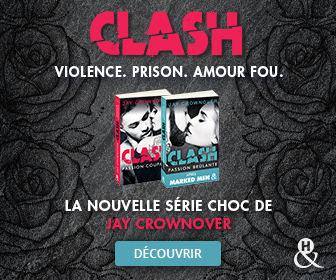 CLASH
VIOLENCE. PRISON. AMOUR FOU.
JAY CROWNOVER
CLASH
PASSION BRÛLANTE
APRÈS
MARKED MEN &
LA NOUVELLE SÉRIE CHOC DE
JAY CROWNOVER
DÉCOUVRIR
H
&